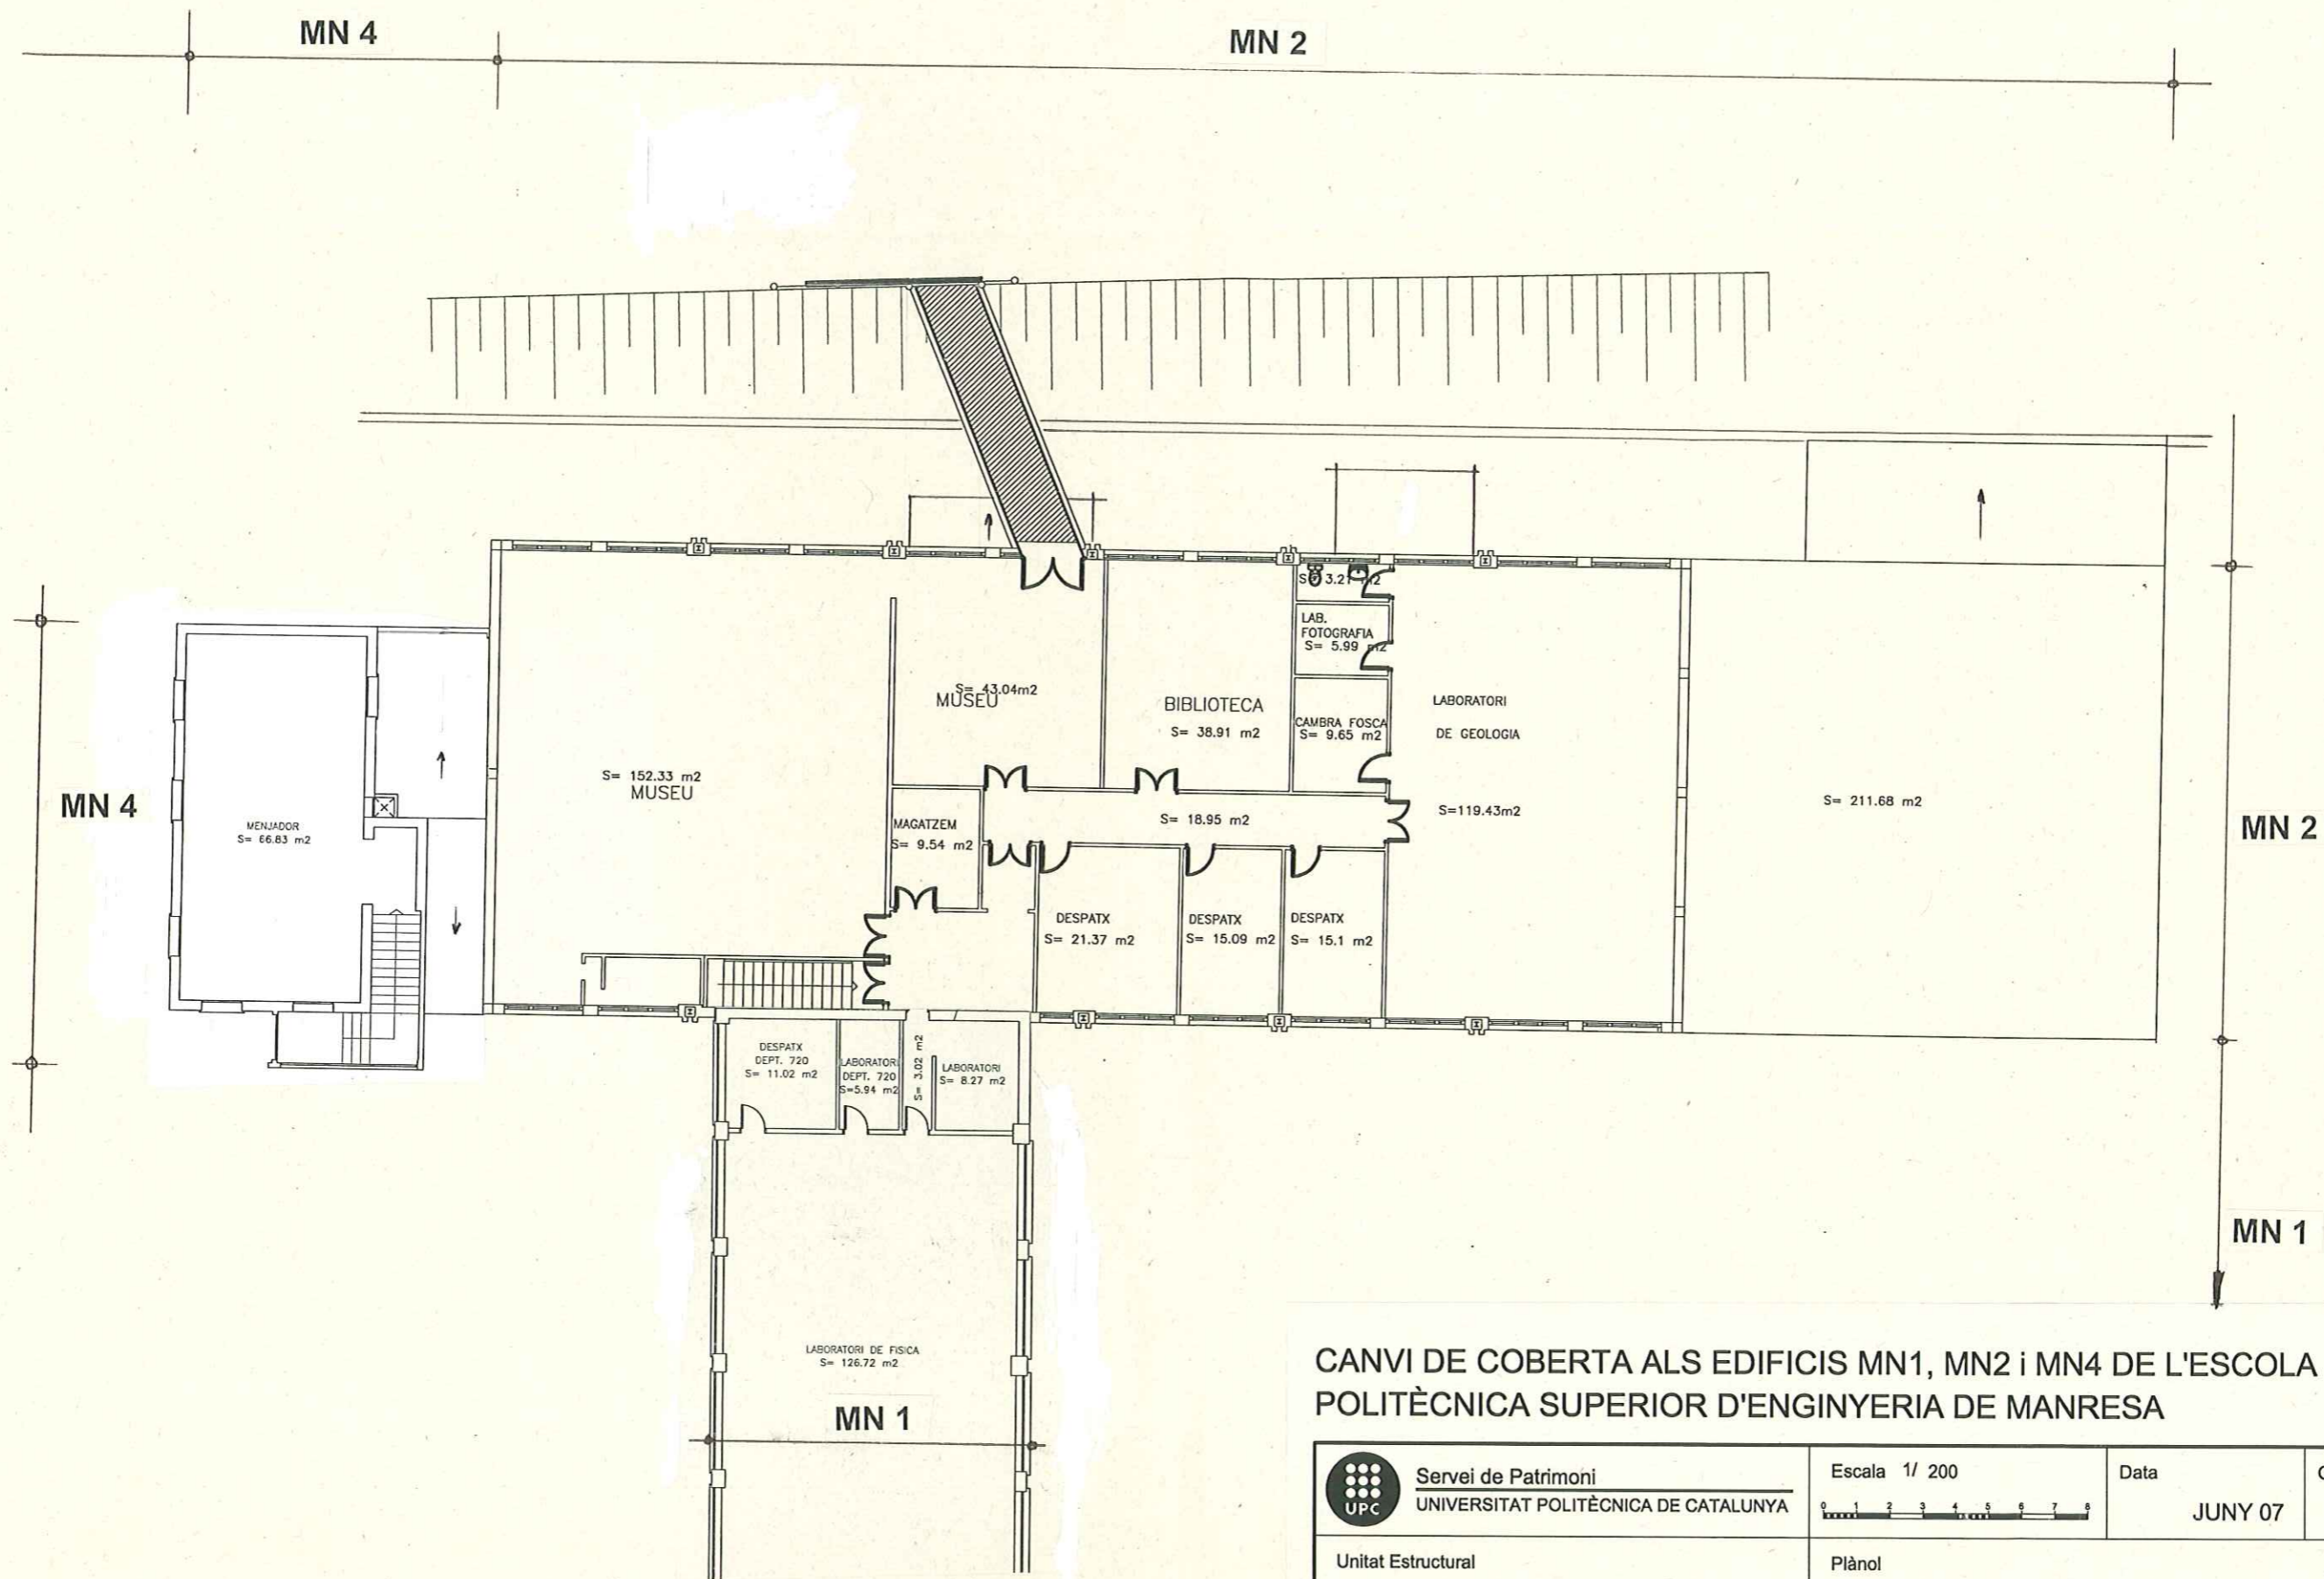 MN 4
MN 2
S= 3.21 m2
LAB.
FOTOGRAFIA
S= 5.99 m2
S= 43.04m2
MUSEU
BIBLIOTECA
S= 38.91 m2
CAMBRA FOSCA
S= 9.65 m2
LABORATORI
DE GEOLOGIA
S=119.43m2
S= 152.33 m2
MUSEU
MN 4
MENJADOR
S= 66.83 m2
MAGATZEM
S= 9.54 m2
S= 18.95 m2
S= 211.68 m2
MN 2
DESPATX
S= 21.37 m2
DESPATX
S= 15.09 m2
DESPATX
S= 15.1 m2
DESPATX
DEPT. 720
S= 11.02 m2
LABORATORI
DEPT. 720
S=5.94 m2
S= 3.02 m2
LABORATORI
S= 8.27 m2
MN 1
LABORATORI DE FISICA
S= 126.72 m2
MN 1
CANVI DE COBERTA ALS EDIFICIS MN1, MN2 i MN4 DE L'ESCOLA
POLITÈCNICA SUPERIOR D'ENGINYERIA DE MANRESA
UPC
Servei de Patrimoni
UNIVERSITAT POLITÈCNICA DE CATALUNYA
Escala 1/ 200
0 1 2 3 4 5 6 7 8
Data
JUNY 07
Unitat Estructural
Plànol